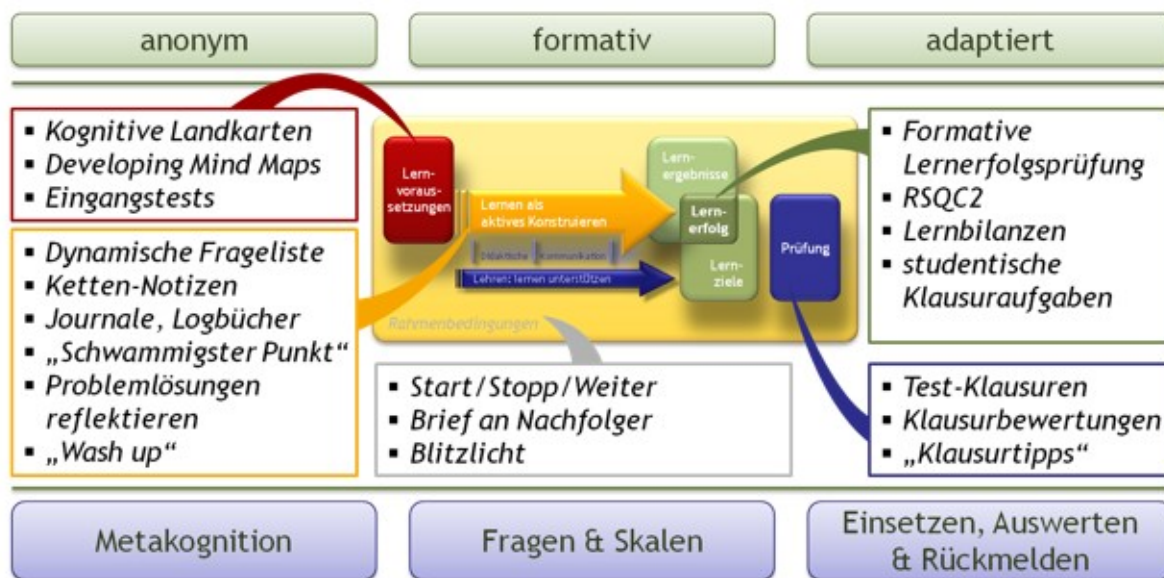 anonym
formativ
adaptiert
▪ Kognitive Landkarten
▪ Developing Mind Maps
▪ Eingangstests
▪ Dynamische Frageliste
▪ Ketten-Notizen
▪ Journale, Logbücher
▪ „Schwammigster Punkt“
▪ Problemlösungen
reflektieren
▪ „Wash up“
Lern-
voraus-
setzungen
Lernen als
aktives Konstruieren
Didaktische
Kommunikation
Lehren: lernen unterstützen
Rahmenbedingungen
Lern-
ergebnisse
Lern-
erfolg
Lern-
ziele
Prüfung
▪ Start/Stopp/Weiter
▪ Brief an Nachfolger
▪ Blitzlicht
▪ Formative
Lernerfolgsprüfung
▪ RSQC2
▪ Lernbilanzen
▪ studentische
Klausuraufgaben
▪ Test-Klausuren
▪ Klausurbewertungen
▪ „Klausurtipps“
Metakognition
Fragen & Skalen
Einsetzen, Auswerten
& Rückmelden